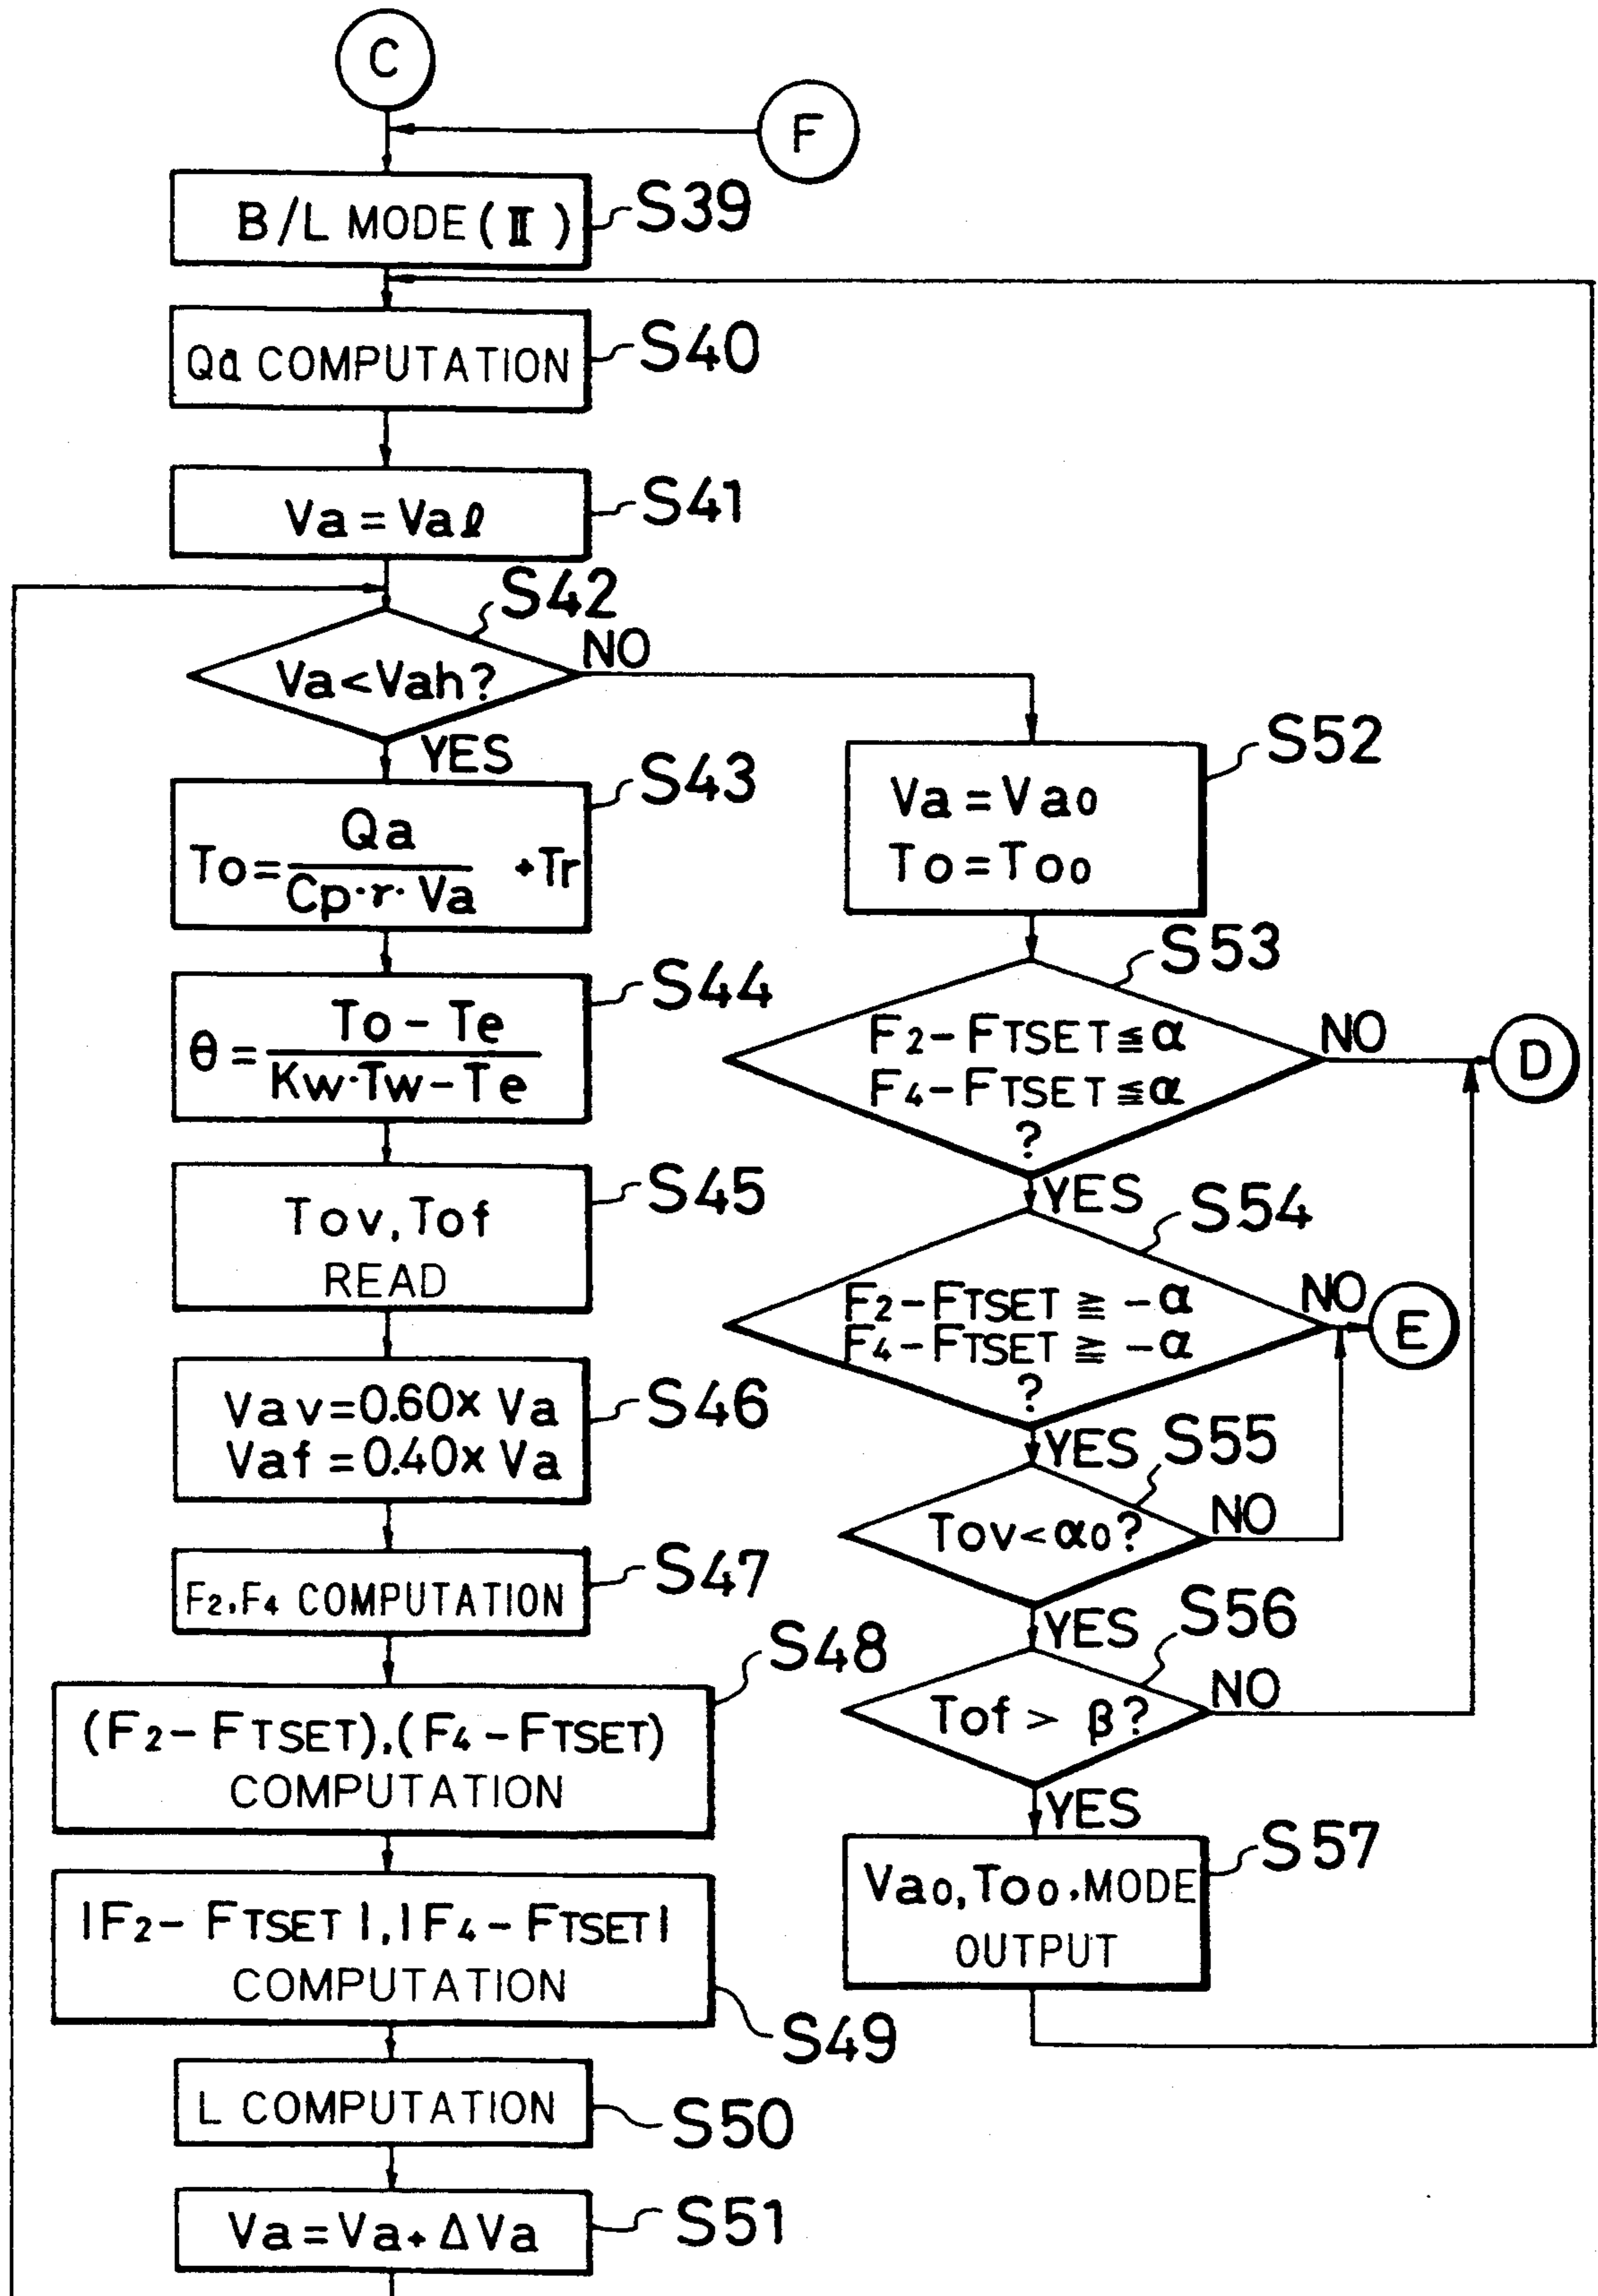 C
F
B/L MODE (Ⅱ)
S39
Qa COMPUTATION
S40
Va = Vaℓ
S41
S42
Va < Vah?
NO
YES
S43
To = Qa / Cp·r·Va + Tr
S44
θ = To - Te / Kw·Tw - Te
S45
Tov, Tof
READ
S46
Vav = 0.60 x Va
Vaf = 0.40 x Va
S47
F2, F4 COMPUTATION
S48
(F2 - FTSET), (F4 - FTSET)
COMPUTATION
|F2 - FTSET|, |F4 - FTSET|
COMPUTATION
S49
L COMPUTATION
S50
Va = Va + ΔVa
S51
S52
Va = Va0
To = To0
S53
F2 - FTSET ≦ α
F4 - FTSET ≦ α
?
NO
D
YES
S54
F2 - FTSET ≧ -α
F4 - FTSET ≧ -α
?
NO
E
YES
S55
Tov < α0?
NO
YES
S56
Tof > β?
NO
YES
S57
Va0, To0, MODE
OUTPUT